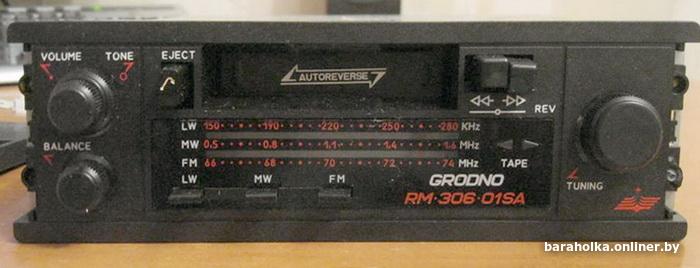 VOLUME TONE EJECT
AUTOREVERSE
REV
BALANCE
LW 150 190 220 250 280 KHz
MW 0.5 0.8 1.1 1.4 1.6 MHz
FM 66 68 70 72 74 MHz
TAPE
LW MW FM
GRODNO
RM·306·01SA
TUNING
baraholka.onliner.by